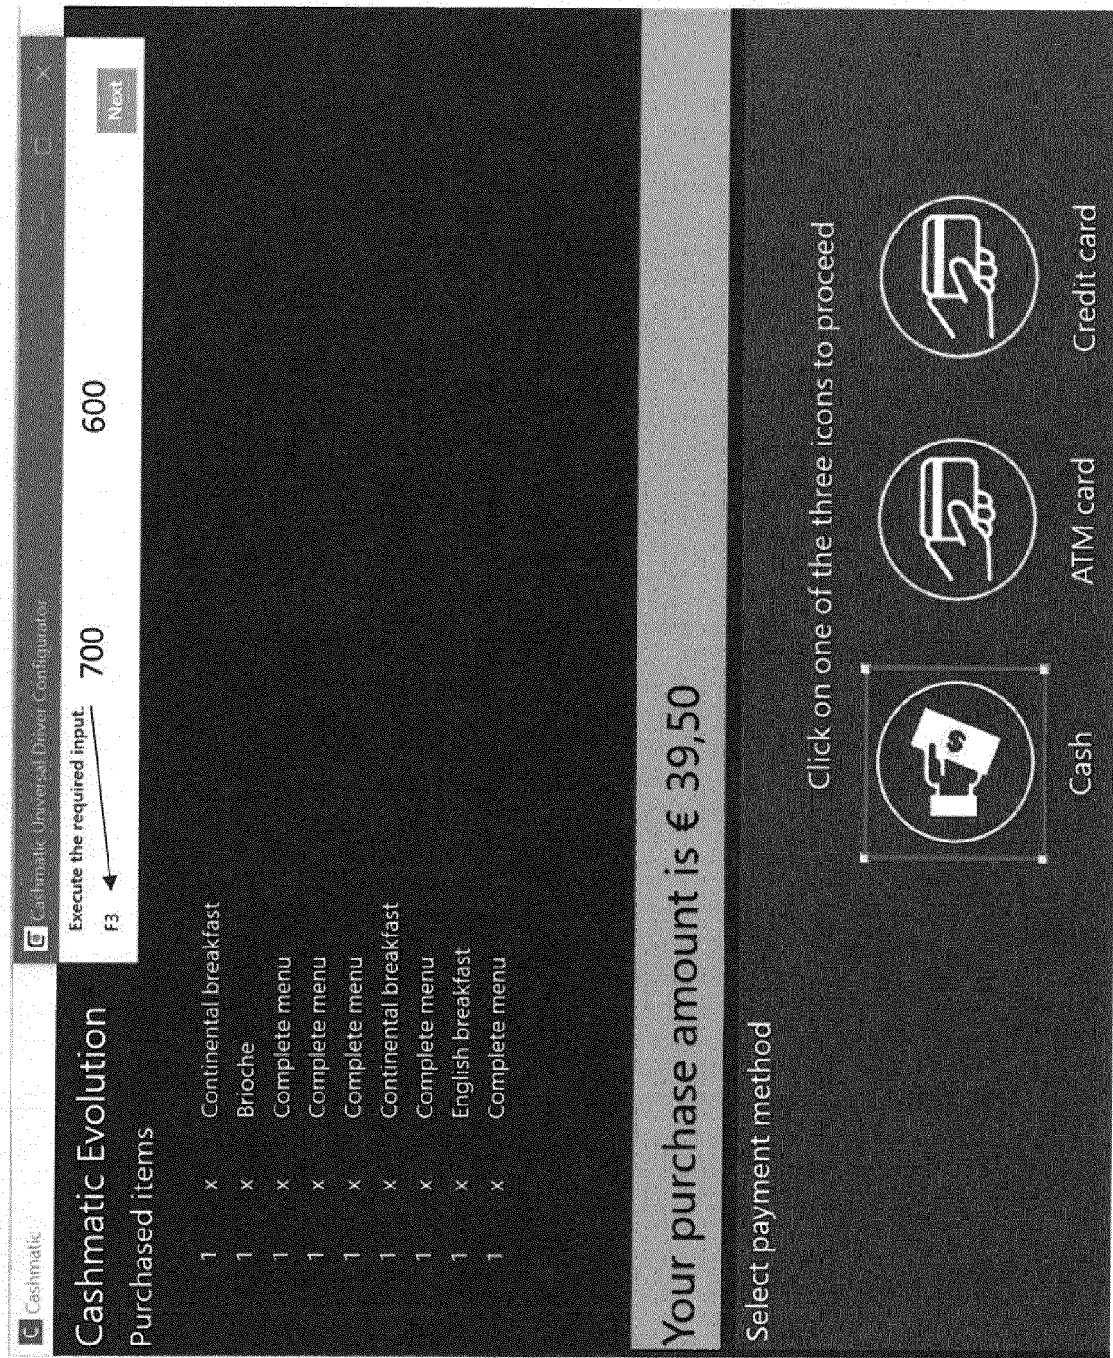 Cashmatic
Cashmatic Universal Driver Configurator
Execute the required input.
700
600
F3
Next
Cashmatic Evolution
Purchased items
1 x Continental breakfast
1 x Brioche
1 x Complete menu
1 x Complete menu
1 x Complete menu
1 x Continental breakfast
1 x Complete menu
1 x English breakfast
1 x Complete menu
Your purchase amount is € 39,50
Select payment method
Click on one of the three icons to proceed
$
Cash
ATM card
Credit card